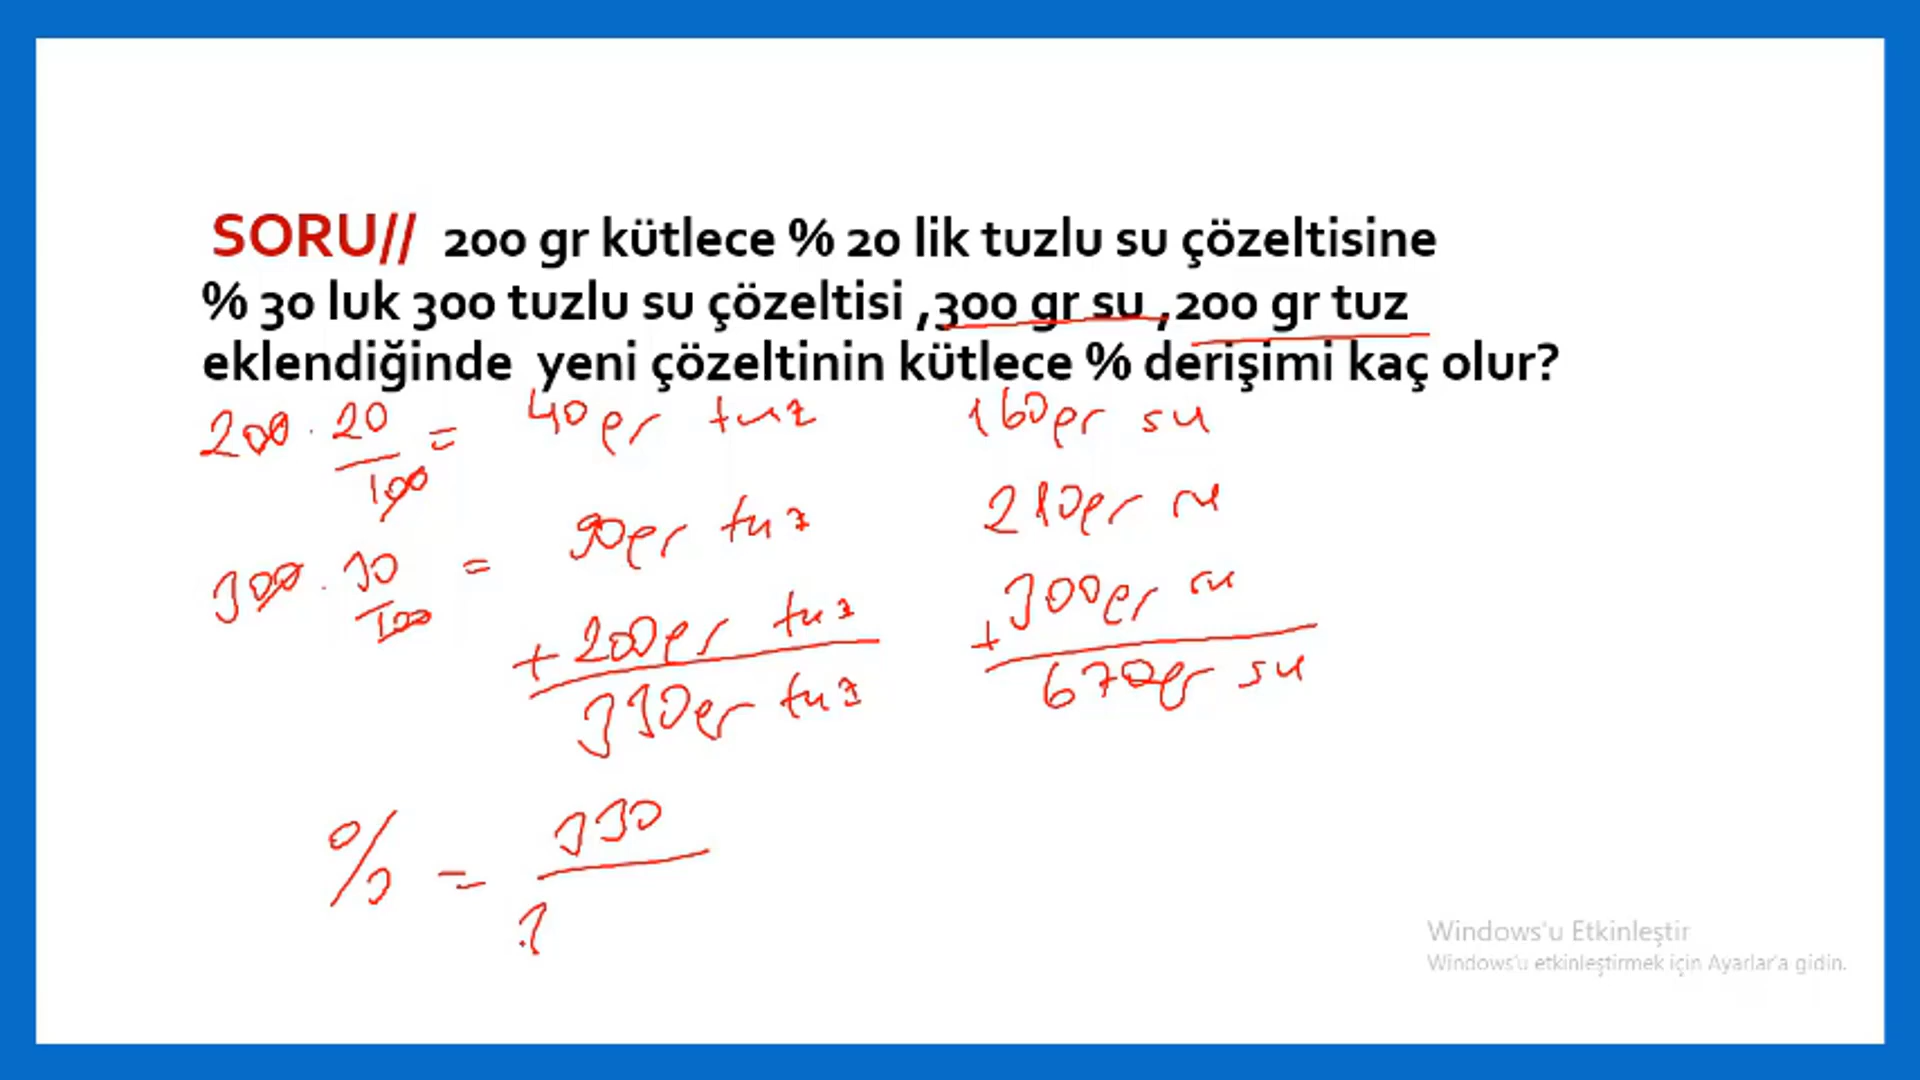 SORU// 200 gr kütlece % 20 lik tuzlu su çözeltisine
% 30 luk 300 tuzlu su çözeltisi ,300 gr su ,200 gr tuz
eklendiğinde yeni çözeltinin kütlece % derişimi kaç olur?
200 . 20/100 = 40gr tuz 160gr su
300 . 30/100 = 90gr tuz 210gr su
+ 200gr tuz + 300gr su
330gr tuz 670gr su
% = 330
Windows'u Etkinleştir
Windows'u etkinleştirmek için Ayarlar'a gidin.